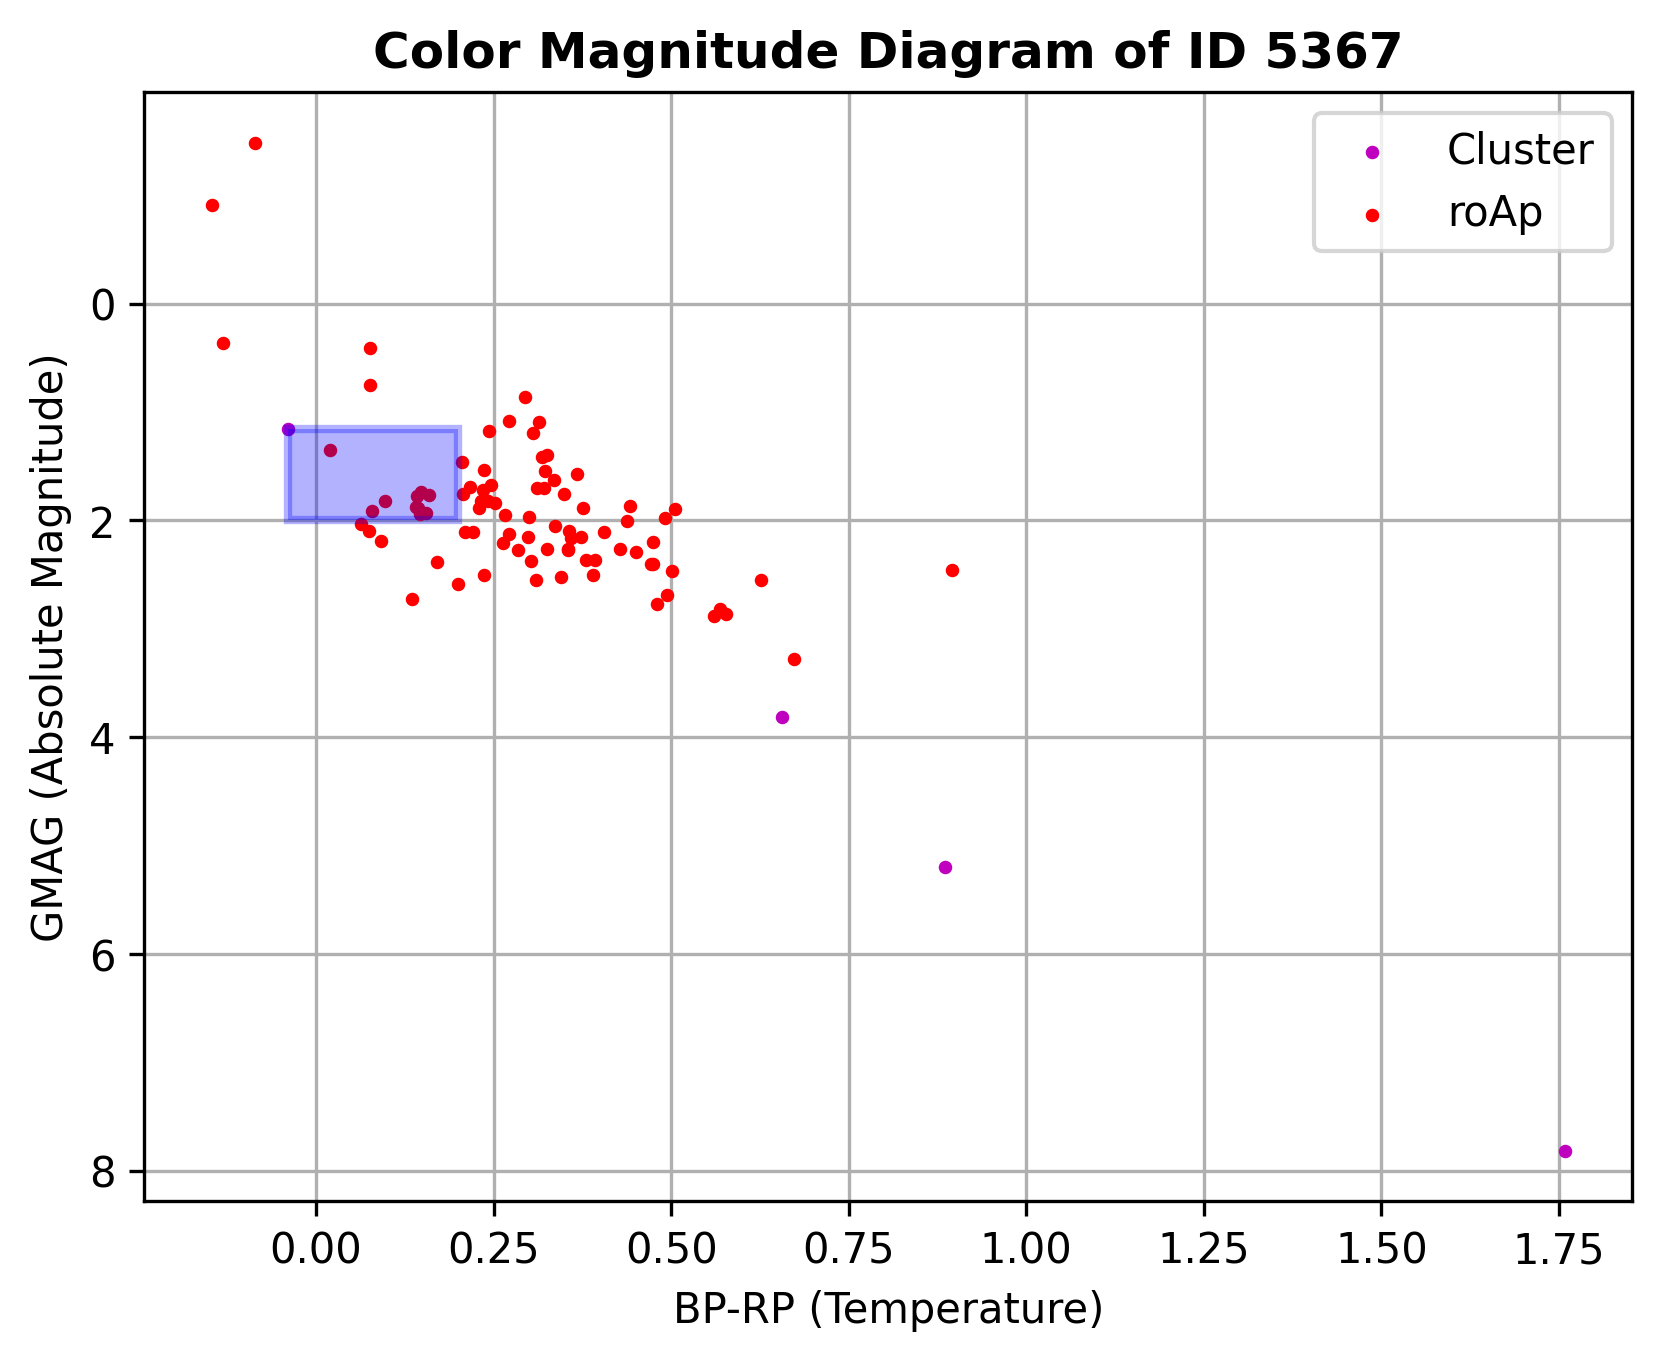 Color Magnitude Diagram of ID 5367
Cluster
roAp
GMAG (Absolute Magnitude)
0
2
4
6
8
0.00 0.25 0.50 0.75 1.00 1.25 1.50 1.75
BP-RP (Temperature)